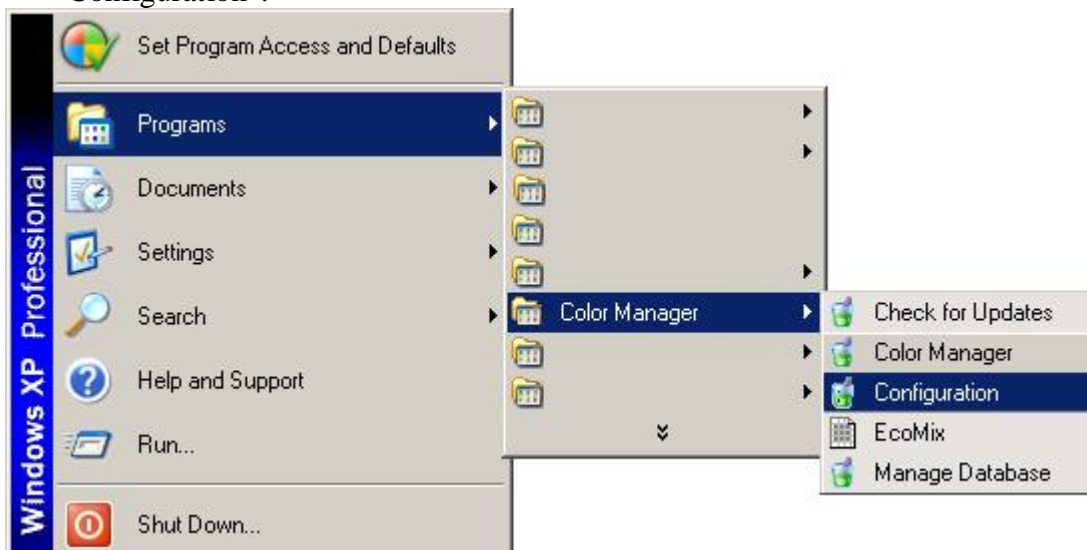 Configuration".
Set Program Access and Defaults
Programs
Documents
Settings
Search
Help and Support
Run...
Shut Down...
Windows XP Professional
Color Manager
Check for Updates
Color Manager
Configuration
EcoMix
Manage Database